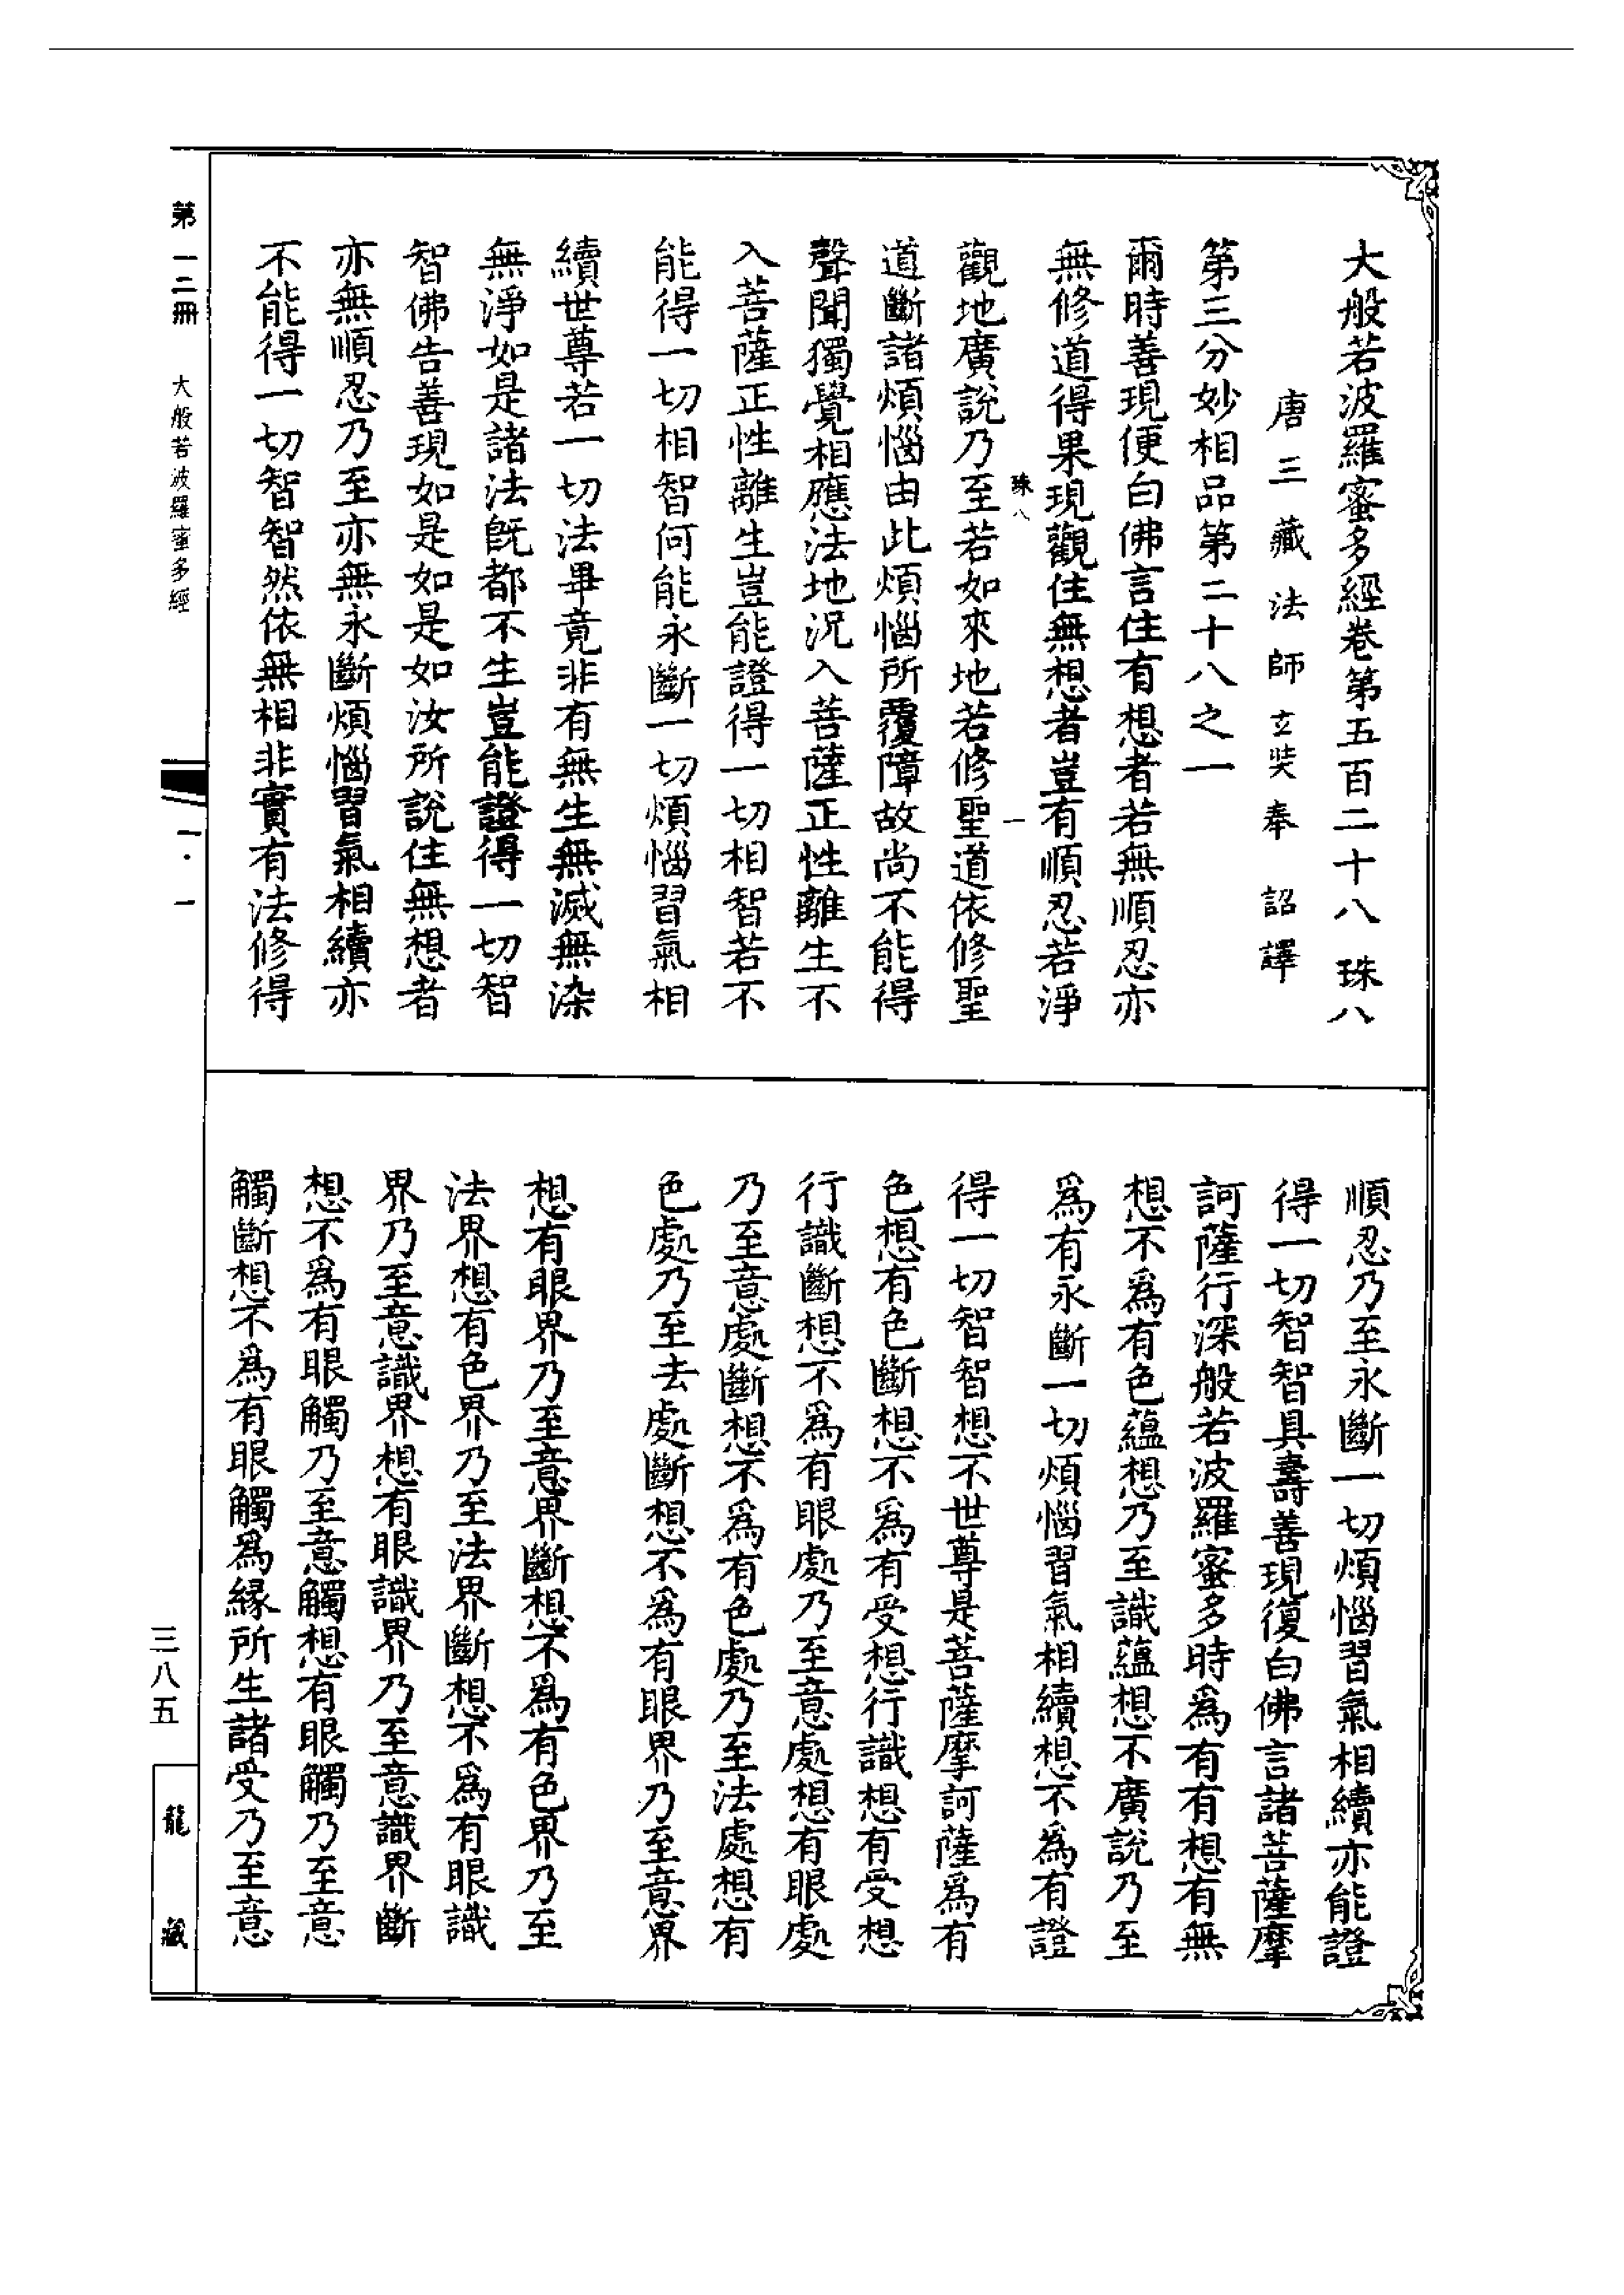 大般若波羅蜜多經卷第五百二十八 珠八
唐三藏法師玄奘奉 詔譯
第三分妙相品第二十八之一
爾時善現便白佛言住有想者若無順忍亦
無修道得果現觀住無想者豈有順忍若淨
珠八 一
觀地廣說乃至若如來地若修聖道依修聖
道斷諸煩惱由此煩惱所覆障故尚不能得
聲聞獨覺相應法地況入菩薩正性離生不
入菩薩正性離生豈能證得一切相智若不
能得一切相智何能永斷一切煩惱習氣相
續世尊若一切法畢竟非有無生無滅無染
無淨如是諸法旣都不生豈能證得一切智
智佛告善現如是如是如汝所說住無想者
亦無順忍乃至亦無永斷煩惱習氣相續亦
不能得一切智智然依無相非實有法修得
順忍乃至永斷一切煩惱習氣相續亦能證
得一切智智具壽善現復白佛言諸菩薩摩
訶薩行深般若波羅蜜多時爲有有想有無
想不爲有色蘊想乃至識蘊想不廣說乃至
爲有永斷一切煩惱習氣相續想不爲有證
得一切智智想不世尊是菩薩摩訶薩爲有
色想有色斷想不爲有受想行識想有受想
行識斷想不爲有眼處乃至意處想有眼處
乃至意處斷想不爲有色處乃至法處想有
色處乃至去處斷想不爲有眼界乃至意界
想有眼界乃至意界斷想不爲有色界乃至
法界想有色界乃至法界斷想不爲有眼識
界乃至意識界想有眼識界乃至意識界斷
想不爲有眼觸乃至意觸想有眼觸乃至意
觸斷想不爲有眼觸爲緣所生諸受乃至意
第一二冊 大般若波羅蜜多經
一·一
三八五
龍藏